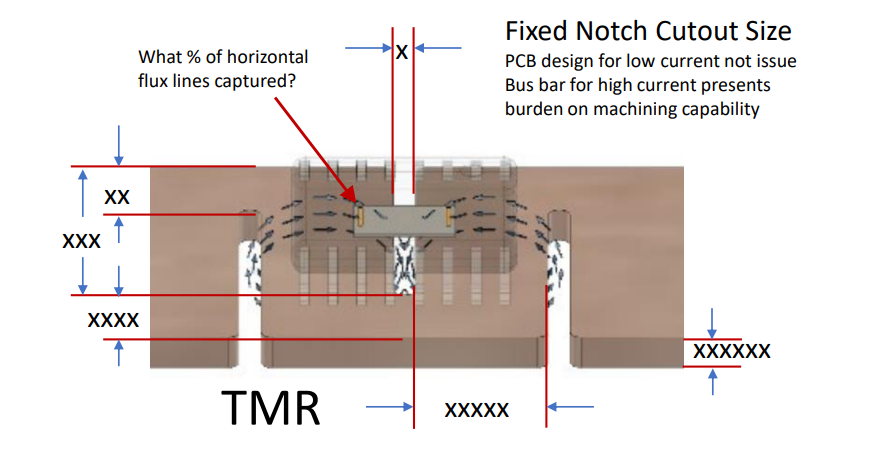 Fixed Notch Cutout Size
PCB design for low current not issue
Bus bar for high current presents
burden on machining capability
What % of horizontal
flux lines captured?
X
XX
XXX
XXXX
XXXXXX
TMR
XXXXX